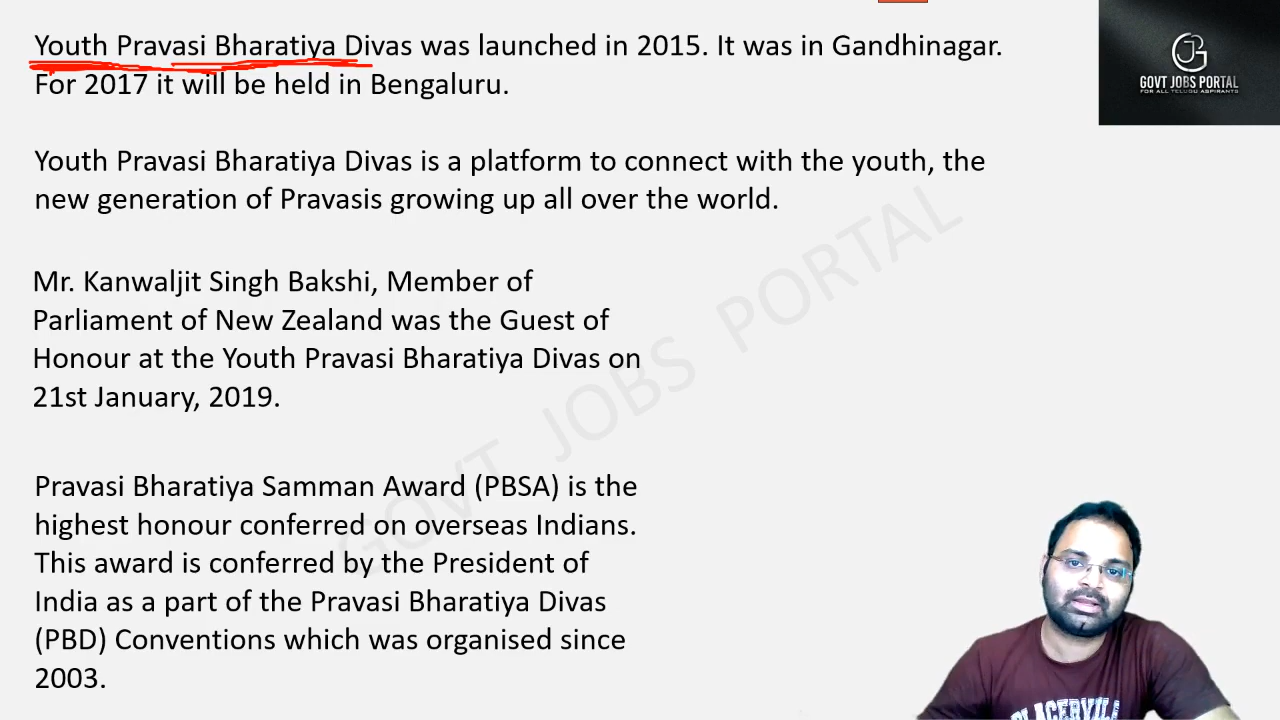 Youth Pravasi Bharatiya Divas was launched in 2015. It was in Gandhinagar.
For 2017 it will be held in Bengaluru.
Youth Pravasi Bharatiya Divas is a platform to connect with the youth, the
new generation of Pravasis growing up all over the world.
Mr. Kanwaljit Singh Bakshi, Member of
Parliament of New Zealand was the Guest of
Honour at the Youth Pravasi Bharatiya Divas on
21st January, 2019.
Pravasi Bharatiya Samman Award (PBSA) is the
highest honour conferred on overseas Indians.
This award is conferred by the President of
India as a part of the Pravasi Bharatiya Divas
(PBD) Conventions which was organised since
2003.
GOVT JOBS PORTAL
GOVT JOBS PORTAL
FOR ALL TELUGU ASPIRANTS